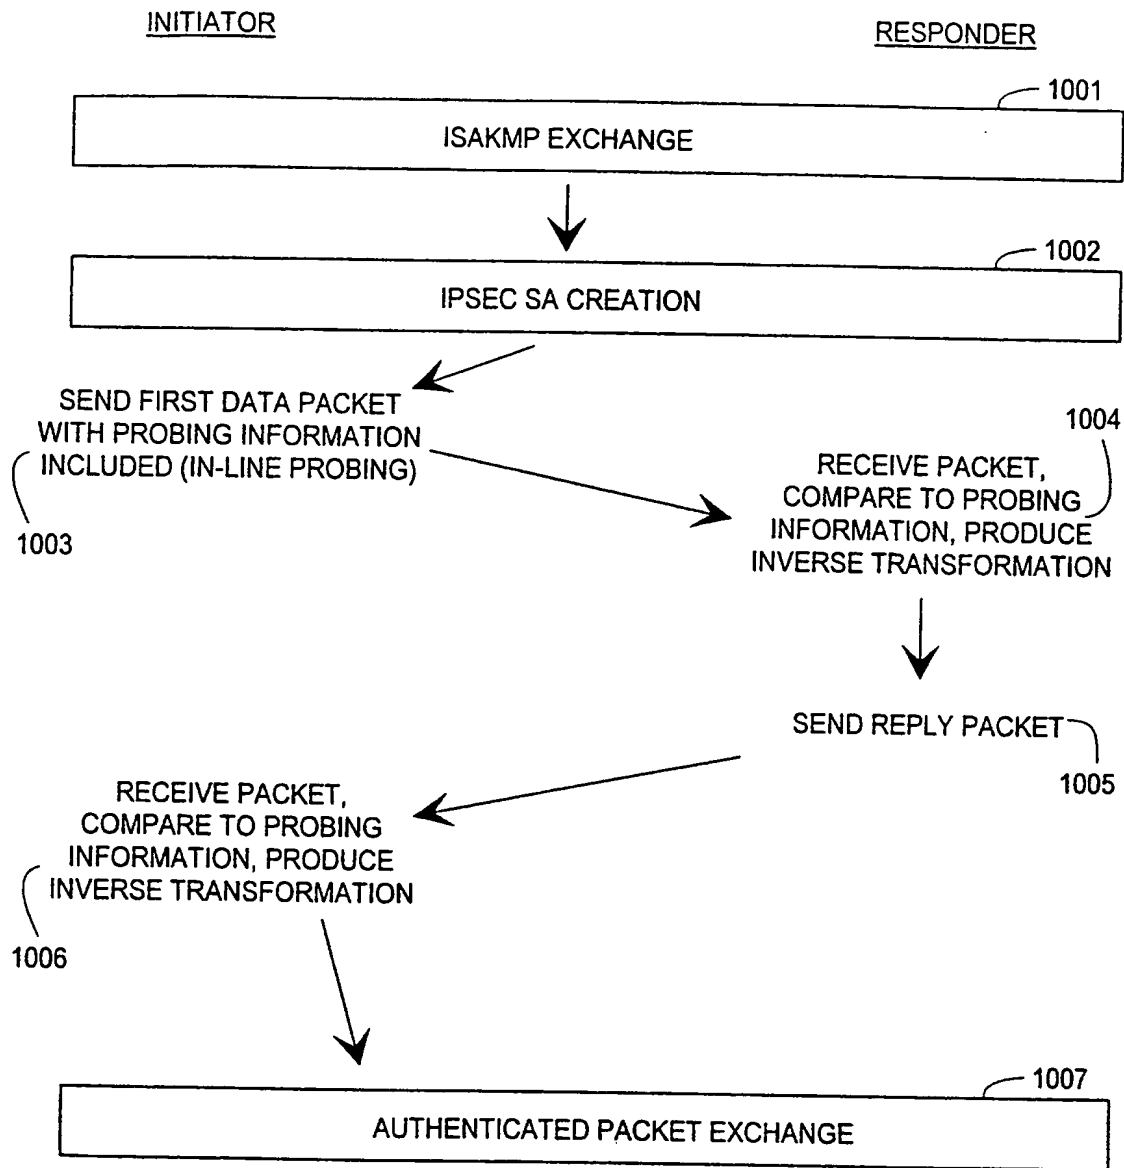 INITIATOR
RESPONDER
1001
ISAKMP EXCHANGE
1002
IPSEC SA CREATION
SEND FIRST DATA PACKET
WITH PROBING INFORMATION
INCLUDED (IN-LINE PROBING)
1003
1004
RECEIVE PACKET,
COMPARE TO PROBING
INFORMATION, PRODUCE
INVERSE TRANSFORMATION
SEND REPLY PACKET
1005
RECEIVE PACKET,
COMPARE TO PROBING
INFORMATION, PRODUCE
INVERSE TRANSFORMATION
1006
1007
AUTHENTICATED PACKET EXCHANGE